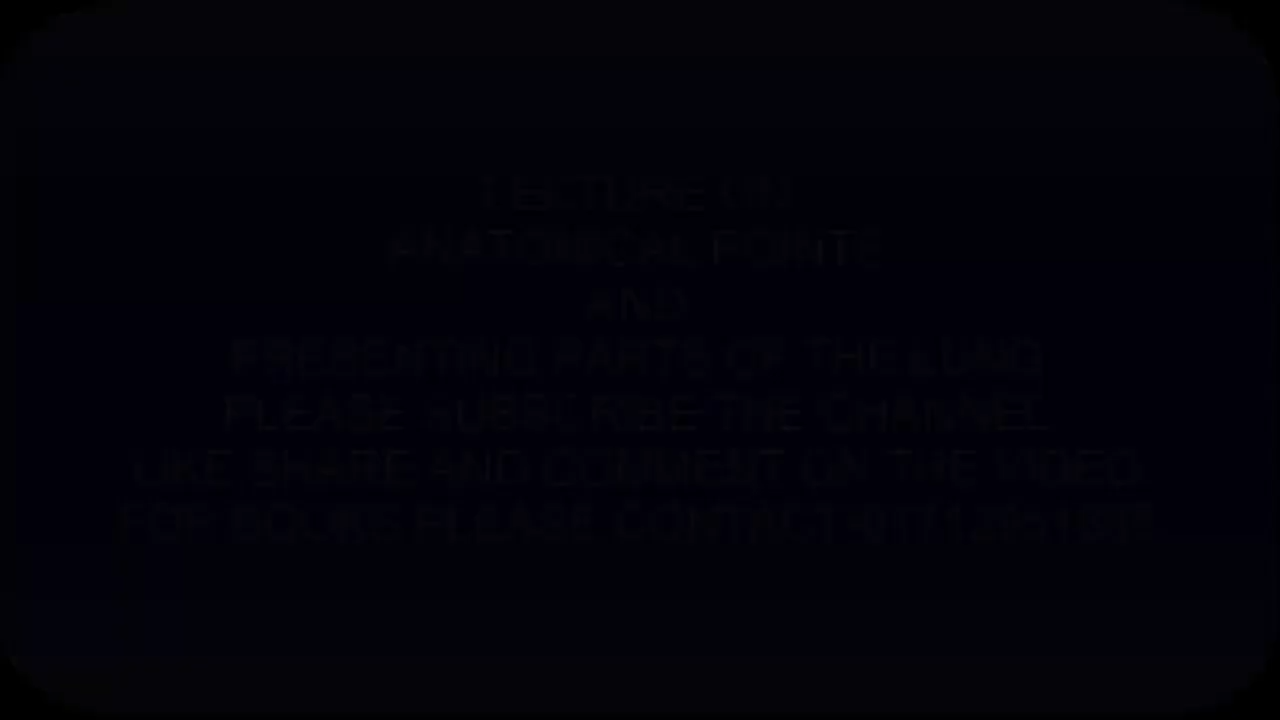 LECTURE ON
ANATOMICAL POINTS
AND
PRESENTING PARTS OF THE LUNG
PLEASE SUBSCRIBE THE CHANNEL
LIKE SHARE AND COMMENT ON THE VIDEO
FOR BOOKS PLEASE CONTACT